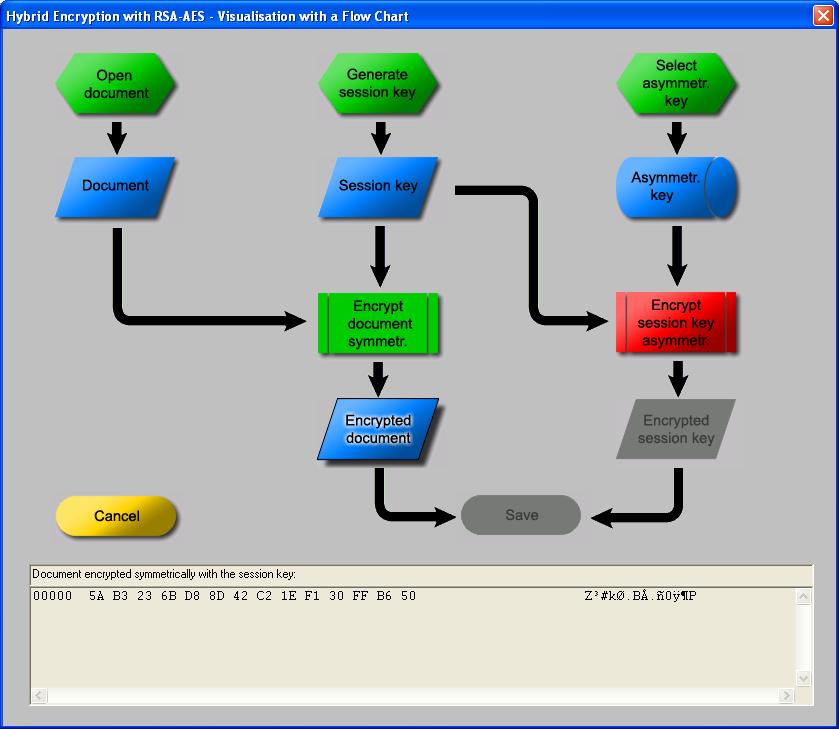 Hybrid Encryption with RSA-AES - Visualisation with a Flow Chart
Open
document
Generate
session key
Select
asymmetr.
key
Document
Session key
Asymmetr.
key
Encrypt
document
symmetr.
Encrypt
session key
asymmetr.
Encrypted
document
Encrypted
session key
Cancel
Save
Document encrypted symmetrically with the session key:
00000 5A B3 23 6B D8 8D 42 C2 1E F1 30 FF B6 50 Z³#kØ.BÂ.ñ0ÿ¶P